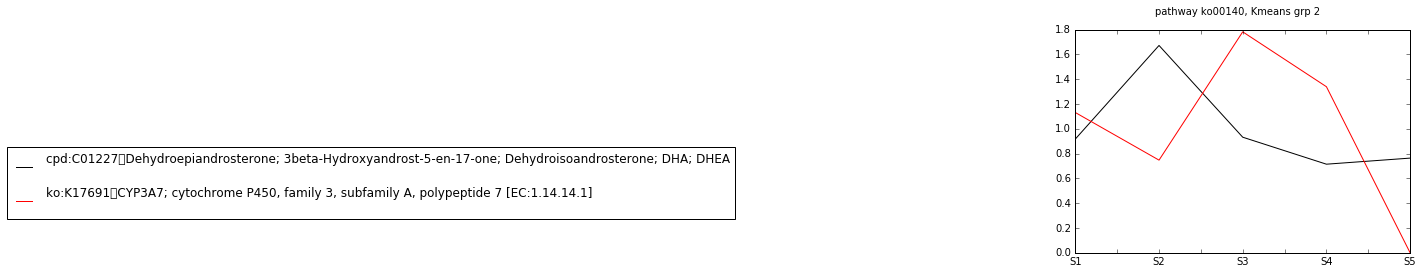 pathway ko00140, Kmeans grp 2
1.8
1.6
1.4
1.2
1.0
0.8
0.6
0.4
0.2
0.0
S1 S2 S3 S4 S5
cpd:C01227▯Dehydroepiandrosterone; 3beta-Hydroxyandrost-5-en-17-one; Dehydroisoandrosterone; DHA; DHEA
ko:K17691▯CYP3A7; cytochrome P450, family 3, subfamily A, polypeptide 7 [EC:1.14.14.1]